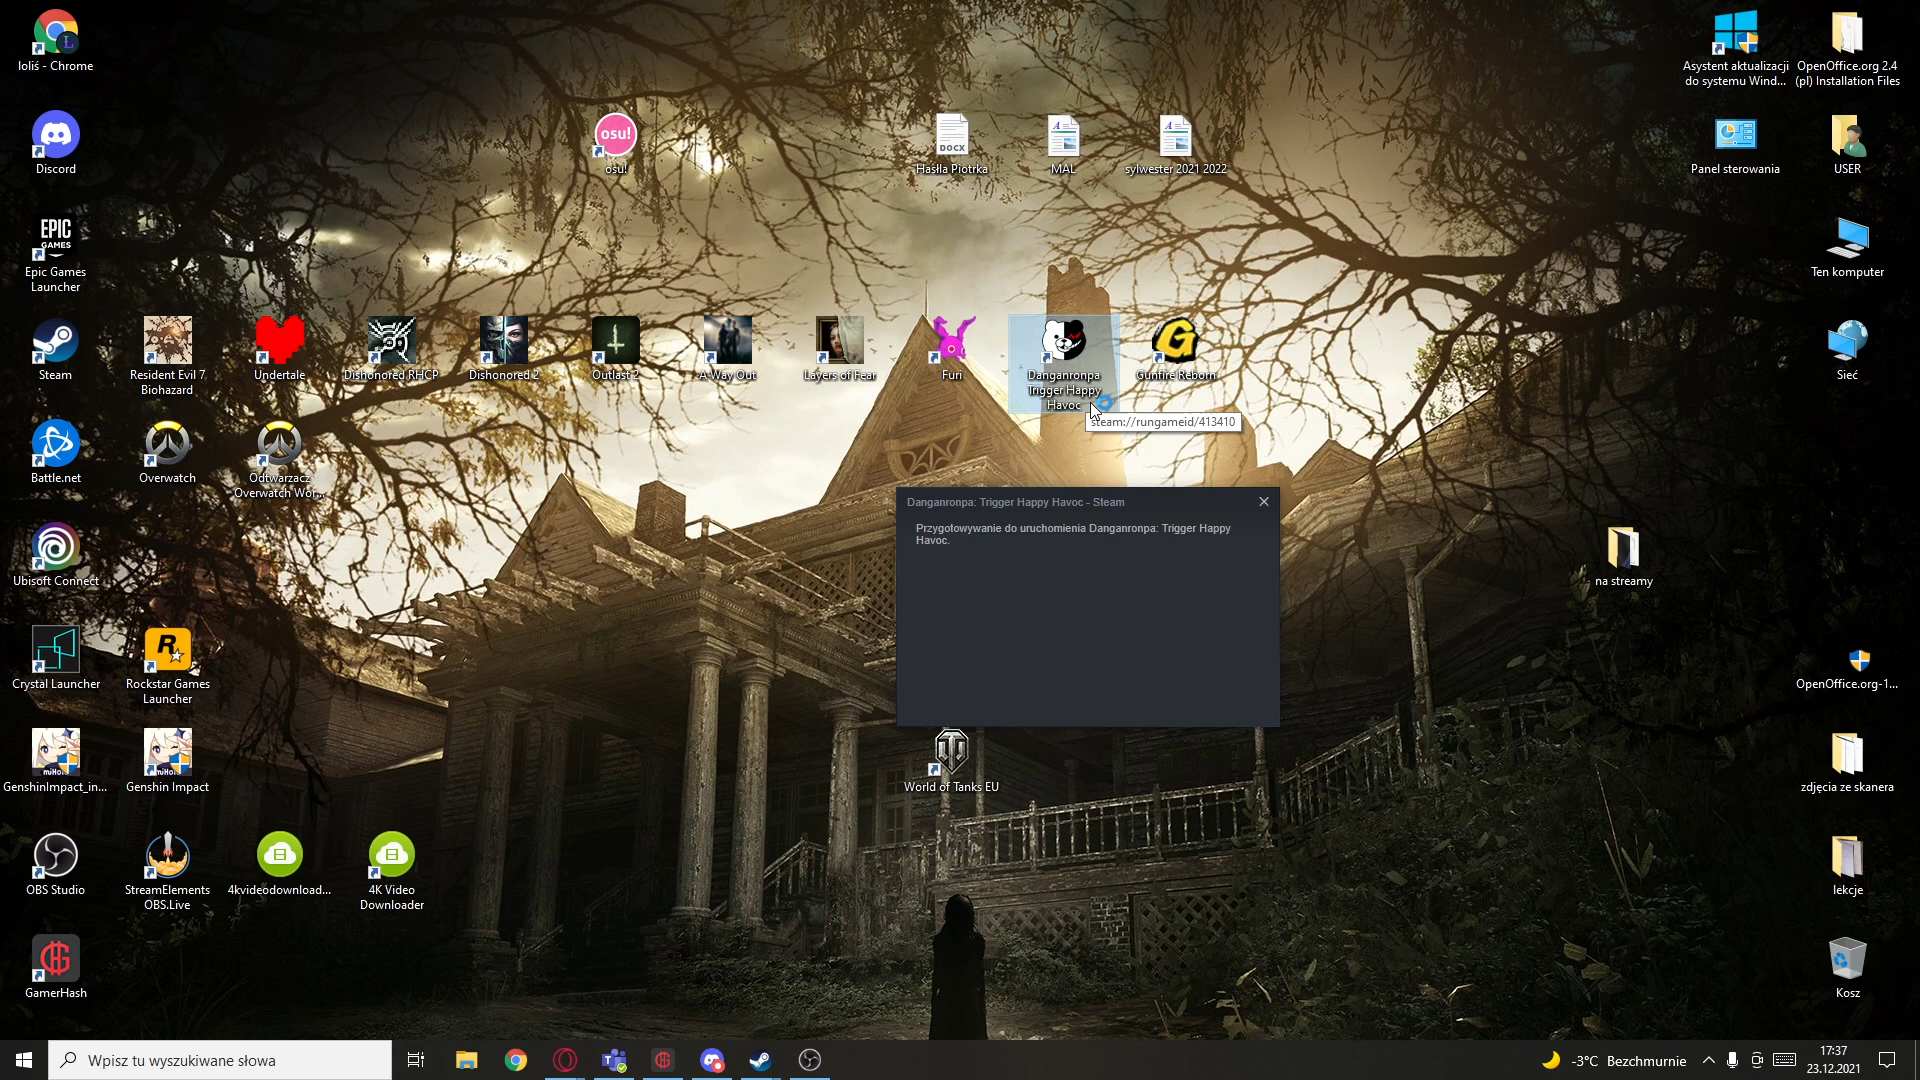 loliś - Chrome
Asystent aktualizacji
do systemu Wind...
OpenOffice.org 2.4
(pl) Installation Files
Discord
osu!
osu!
DOCX
Hasłla Piotrka
MAL
sylwester 2021 2022
Panel sterowania
USER
EPIC
GAMES
Epic Games
Launcher
Ten komputer
Steam
Resident Evil 7
Biohazard
Undertale
Dishonored RHCP
Dishonored 2
Outlast 2
A Way Out
Layers of Fear
Furi
Danganronpa
Trigger Happy
Havoc
Gunfire Reborn
Sieć
steam://rungameid/413410
Battle.net
Overwatch
Odtwarzacz
Overwatch Wor...
Danganronpa: Trigger Happy Havoc - Steam
Przygotowywanie do uruchomienia Danganronpa: Trigger Happy
Havoc.
Ubisoft Connect
na streamy
Crystal Launcher
R
Rockstar Games
Launcher
OpenOffice.org-1...
GenshinImpact_in...
Genshin Impact
World of Tanks EU
zdjęcia ze skanera
OBS Studio
StreamElements
OBS.Live
4kvideodownload...
4K Video
Downloader
lekcje
GamerHash
Kosz
Wpisz tu wyszukiwane słowa
-3°C Bezchmurnie
17:37
23.12.2021